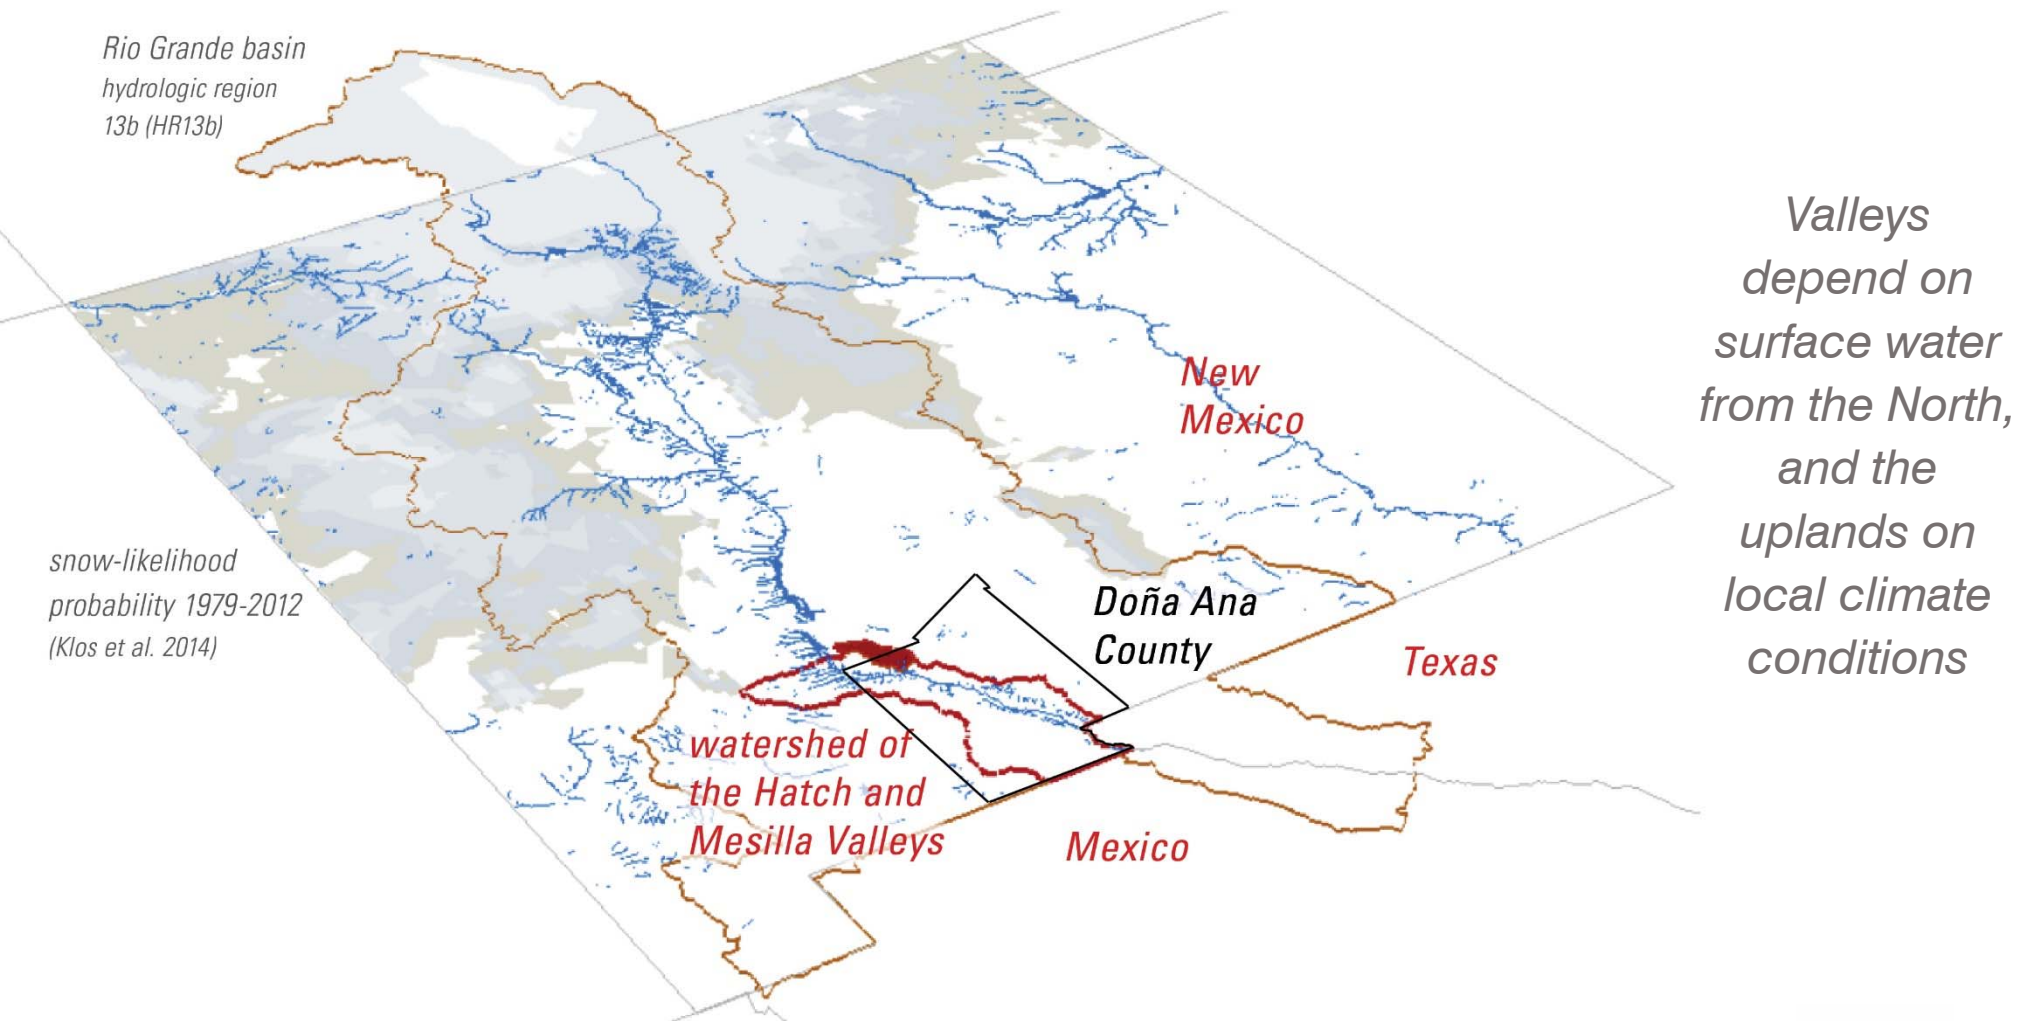 Rio Grande basin
hydrologic region
13b (HR13b)
snow-likelihood
probability 1979-2012
(Klos et al. 2014)
New
Mexico
Doña Ana
County
Texas
watershed of
the Hatch and
Mesilla Valleys
Mexico
Valleys
depend on
surface water
from the North,
and the
uplands on
local climate
conditions